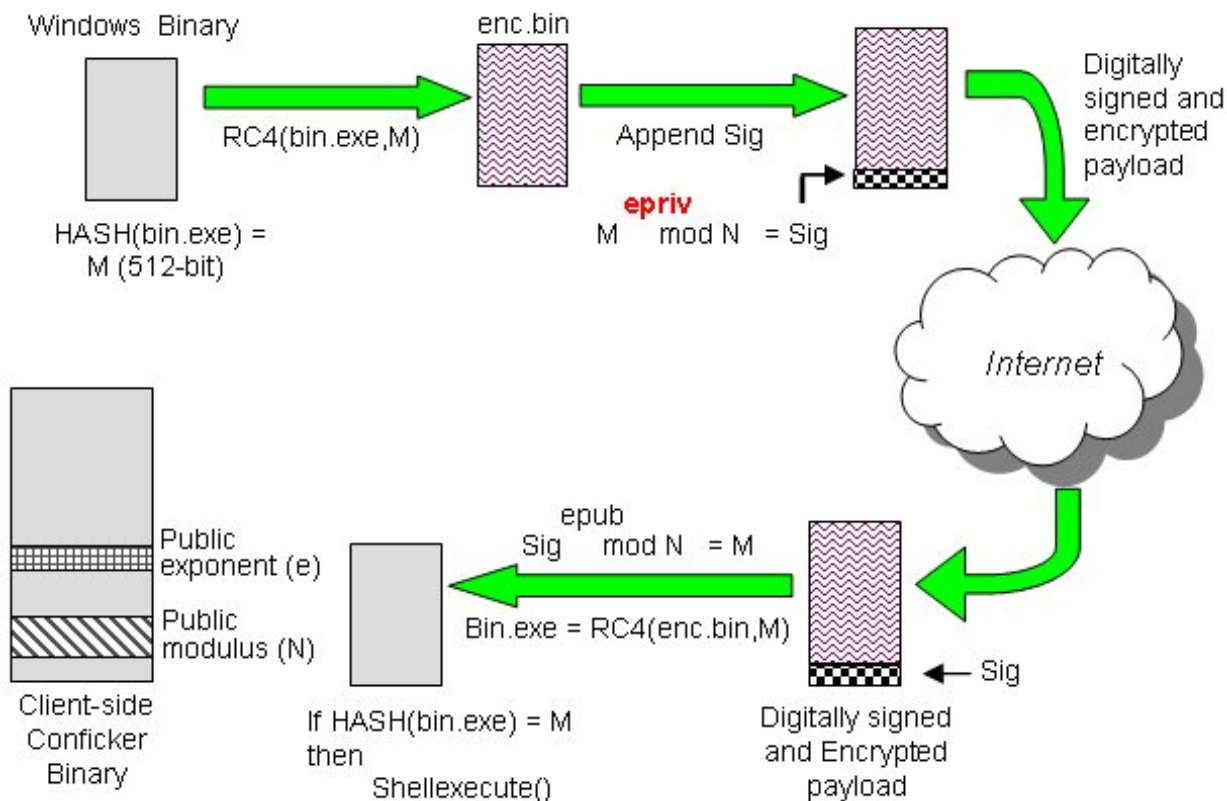 Windows Binary
enc.bin
RC4(bin.exe,M)
Append Sig
Digitally
signed and
encrypted
payload
HASH(bin.exe) =
M (512-bit)
epriv
M mod N = Sig
Internet
Public
exponent (e)
Public
modulus (N)
Client-side
Conficker
Binary
epub
Sig mod N = M
Bin.exe = RC4(enc.bin,M)
If HASH(bin.exe) = M
then
Shellexecute()
Sig
Digitally signed
and Encrypted
payload